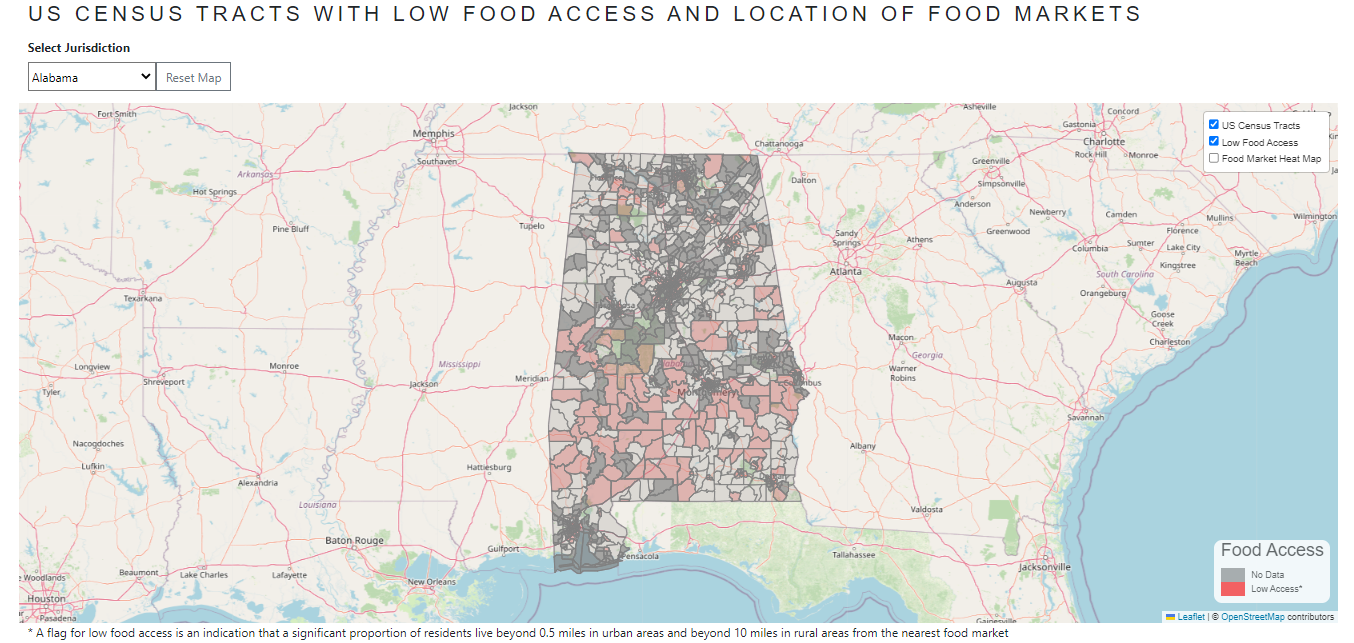 US CENSUS TRACTS WITH LOW FOOD ACCESS AND LOCATION OF FOOD MARKETS
Select Jurisdiction
Alabama
Reset Map
US Census Tracts
Low Food Access
Food Market Heat Map
Fort Smith
Jackson
Asheville
Concord
Gastonia
Charlotte
Memphis
Southaven
Chattanooga
Rock Hill
Monroe
Greenville
Simpsonville
Arkansas
Hot Springs
Dalton
Anderson
Newberry
Camden
Mullins
Wilmington
Pine Bluff
Tupelo
Sandy Springs
Athens
Greenwood
Florence
Columbia
Sumter
Lake City
Kingstree
Myrtle Beach
Atlanta
South Carolina
Augusta
Orangeburg
Texarkana
Goose Creek
Charleston
Macon
Georgia
Warner Robins
Longview
Shreveport
Monroe
Mississippi
Jackson
Meridian
Tyler
Montgomery
Savannah
Nacogdoches
Lufkin
Albany
Hattiesburg
Alexandria
Louisiana
Valdosta
Baton Rouge
Gulfport
Pensacola
Tallahassee
Jacksonville
Beaumont
Lake Charles
Lafayette
New Orleans
Woodlands
Houston
Pasadena
Gainesville
Food Access
No Data
Low Access*
Leaflet | © OpenStreetMap contributors
* A flag for low food access is an indication that a significant proportion of residents live beyond 0.5 miles in urban areas and beyond 10 miles in rural areas from the nearest food market